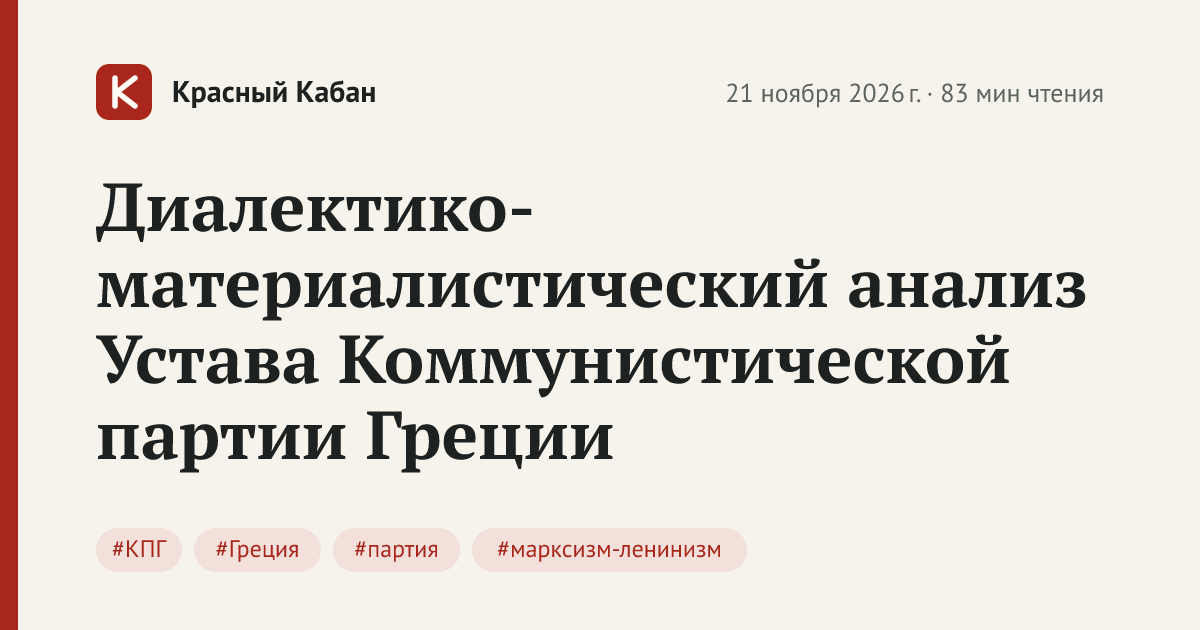 K
Красный Кабан
21 ноября 2026 г. · 83 мин чтения
Диалектико-
материалистический анализ
Устава Коммунистической
партии Греции
#КПГ #Греция #партия #марксизм-ленинизм